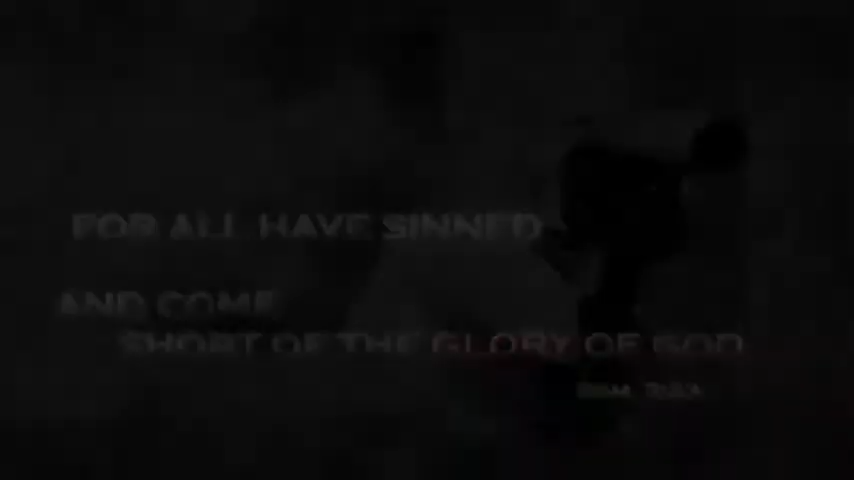 FOR ALL HAVE SINNED
AND COME
SHORT OF THE GLORY OF GOD